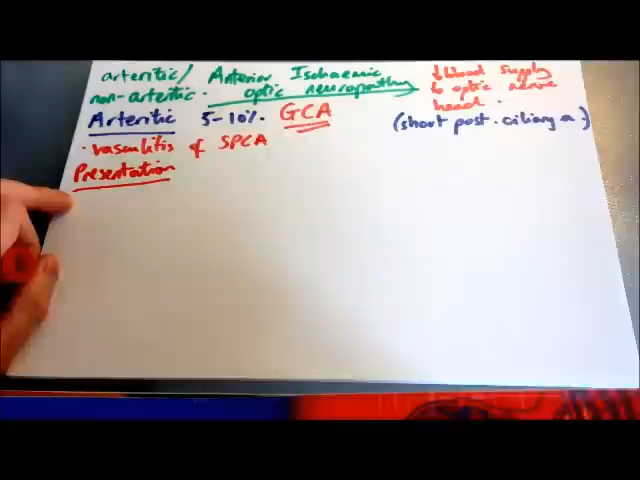 arteritic/ Anterior Ischaemic ↓blood supply
non-arteritic. optic neuropathy → to optic nerve
head.
Arteritic 5-10%. GCA (short post. ciliary a.)
· vasculitis of SPCA
Presentation